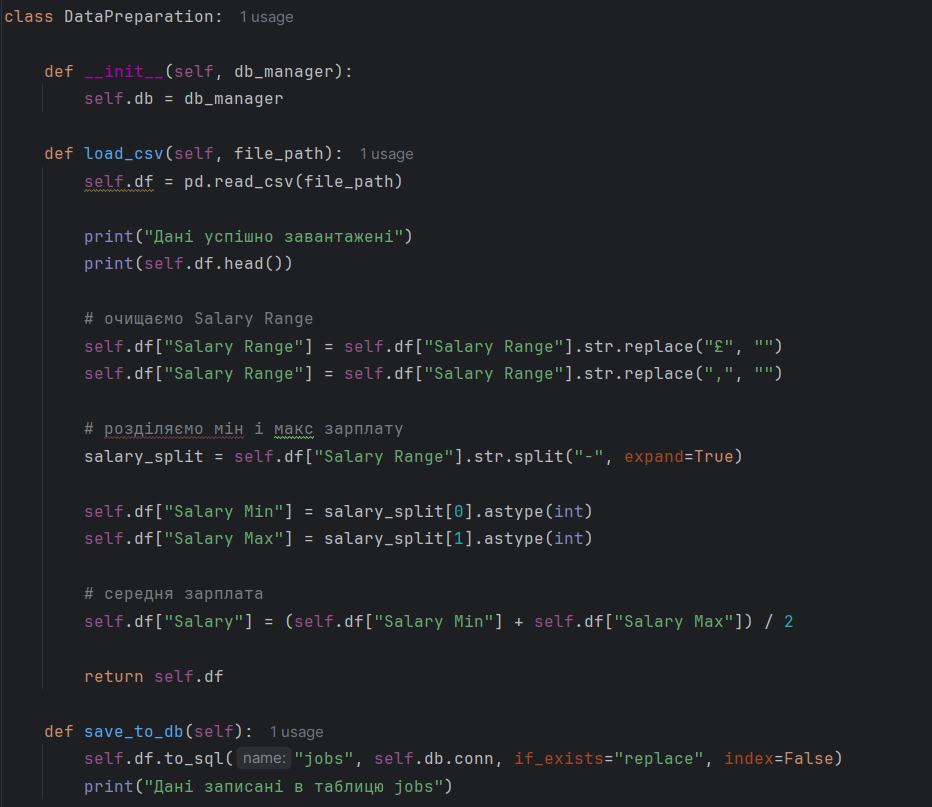 class DataPreparation: 1 usage
def __init__(self, db_manager):
self.db = db_manager
def load_csv(self, file_path): 1 usage
self.df = pd.read_csv(file_path)
print("Дані успішно завантажені")
print(self.df.head())
# очищаємо Salary Range
self.df["Salary Range"] = self.df["Salary Range"].str.replace("£", "")
self.df["Salary Range"] = self.df["Salary Range"].str.replace(",", "")
# розділяємо мін і макс зарплату
salary_split = self.df["Salary Range"].str.split("-", expand=True)
self.df["Salary Min"] = salary_split[0].astype(int)
self.df["Salary Max"] = salary_split[1].astype(int)
# середня зарплата
self.df["Salary"] = (self.df["Salary Min"] + self.df["Salary Max"]) / 2
return self.df
def save_to_db(self): 1 usage
self.df.to_sql( name: "jobs", self.db.conn, if_exists="replace", index=False)
print("Дані записані в таблицю jobs")